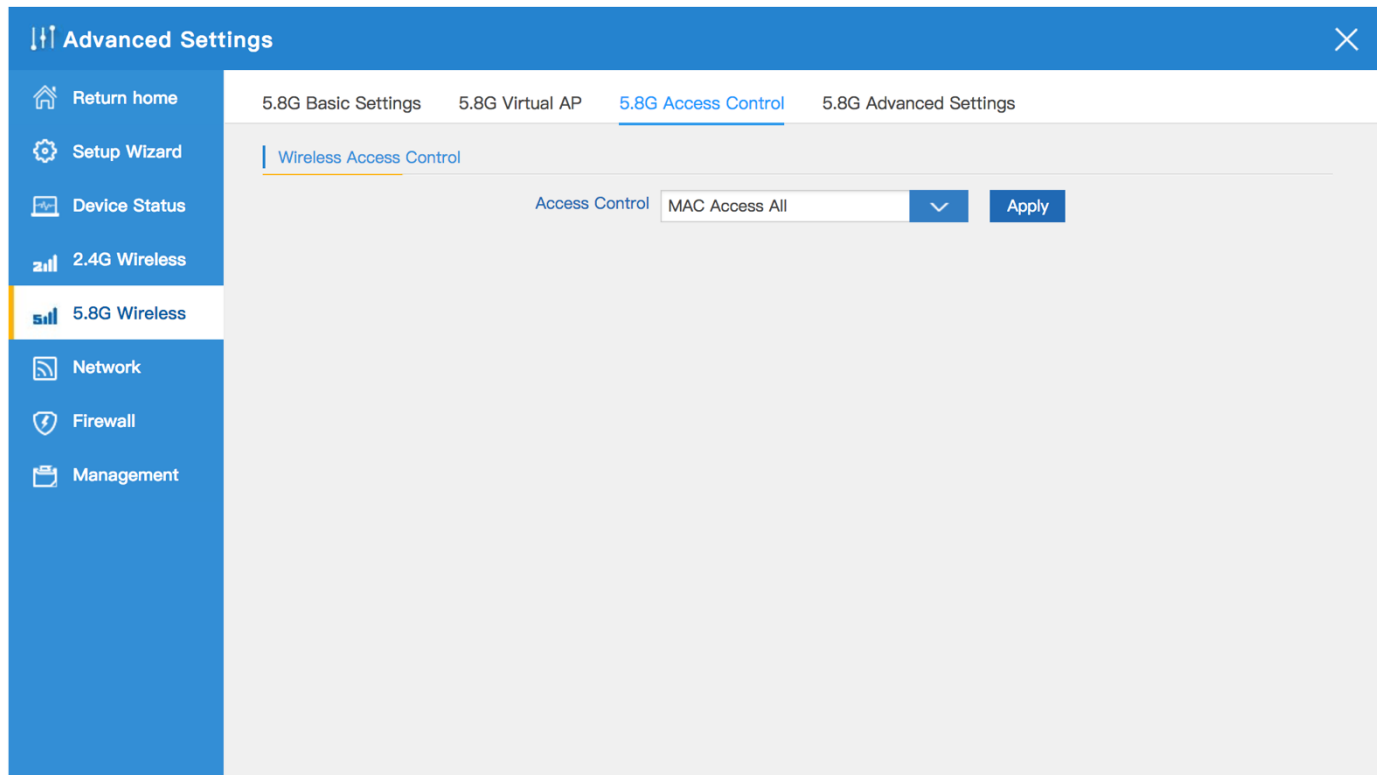 Advanced Settings
Return home
Setup Wizard
Device Status
2.4G Wireless
5.8G Wireless
Network
Firewall
Management
5.8G Basic Settings 5.8G Virtual AP 5.8G Access Control 5.8G Advanced Settings
Wireless Access Control
Access Control MAC Access All Apply